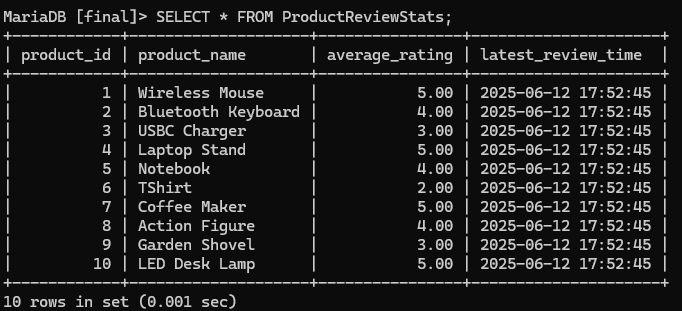 MariaDB [final]> SELECT * FROM ProductReviewStats;
+------------+--------------------+----------------+---------------------+
| product_id | product_name       | average_rating | latest_review_time  |
+------------+--------------------+----------------+---------------------+
|          1 | Wireless Mouse     |           5.00 | 2025-06-12 17:52:45 |
|          2 | Bluetooth Keyboard |           4.00 | 2025-06-12 17:52:45 |
|          3 | USBC Charger       |           3.00 | 2025-06-12 17:52:45 |
|          4 | Laptop Stand       |           5.00 | 2025-06-12 17:52:45 |
|          5 | Notebook           |           4.00 | 2025-06-12 17:52:45 |
|          6 | TShirt             |           2.00 | 2025-06-12 17:52:45 |
|          7 | Coffee Maker       |           5.00 | 2025-06-12 17:52:45 |
|          8 | Action Figure      |           4.00 | 2025-06-12 17:52:45 |
|          9 | Garden Shovel      |           3.00 | 2025-06-12 17:52:45 |
|         10 | LED Desk Lamp      |           5.00 | 2025-06-12 17:52:45 |
+------------+--------------------+----------------+---------------------+
10 rows in set (0.001 sec)